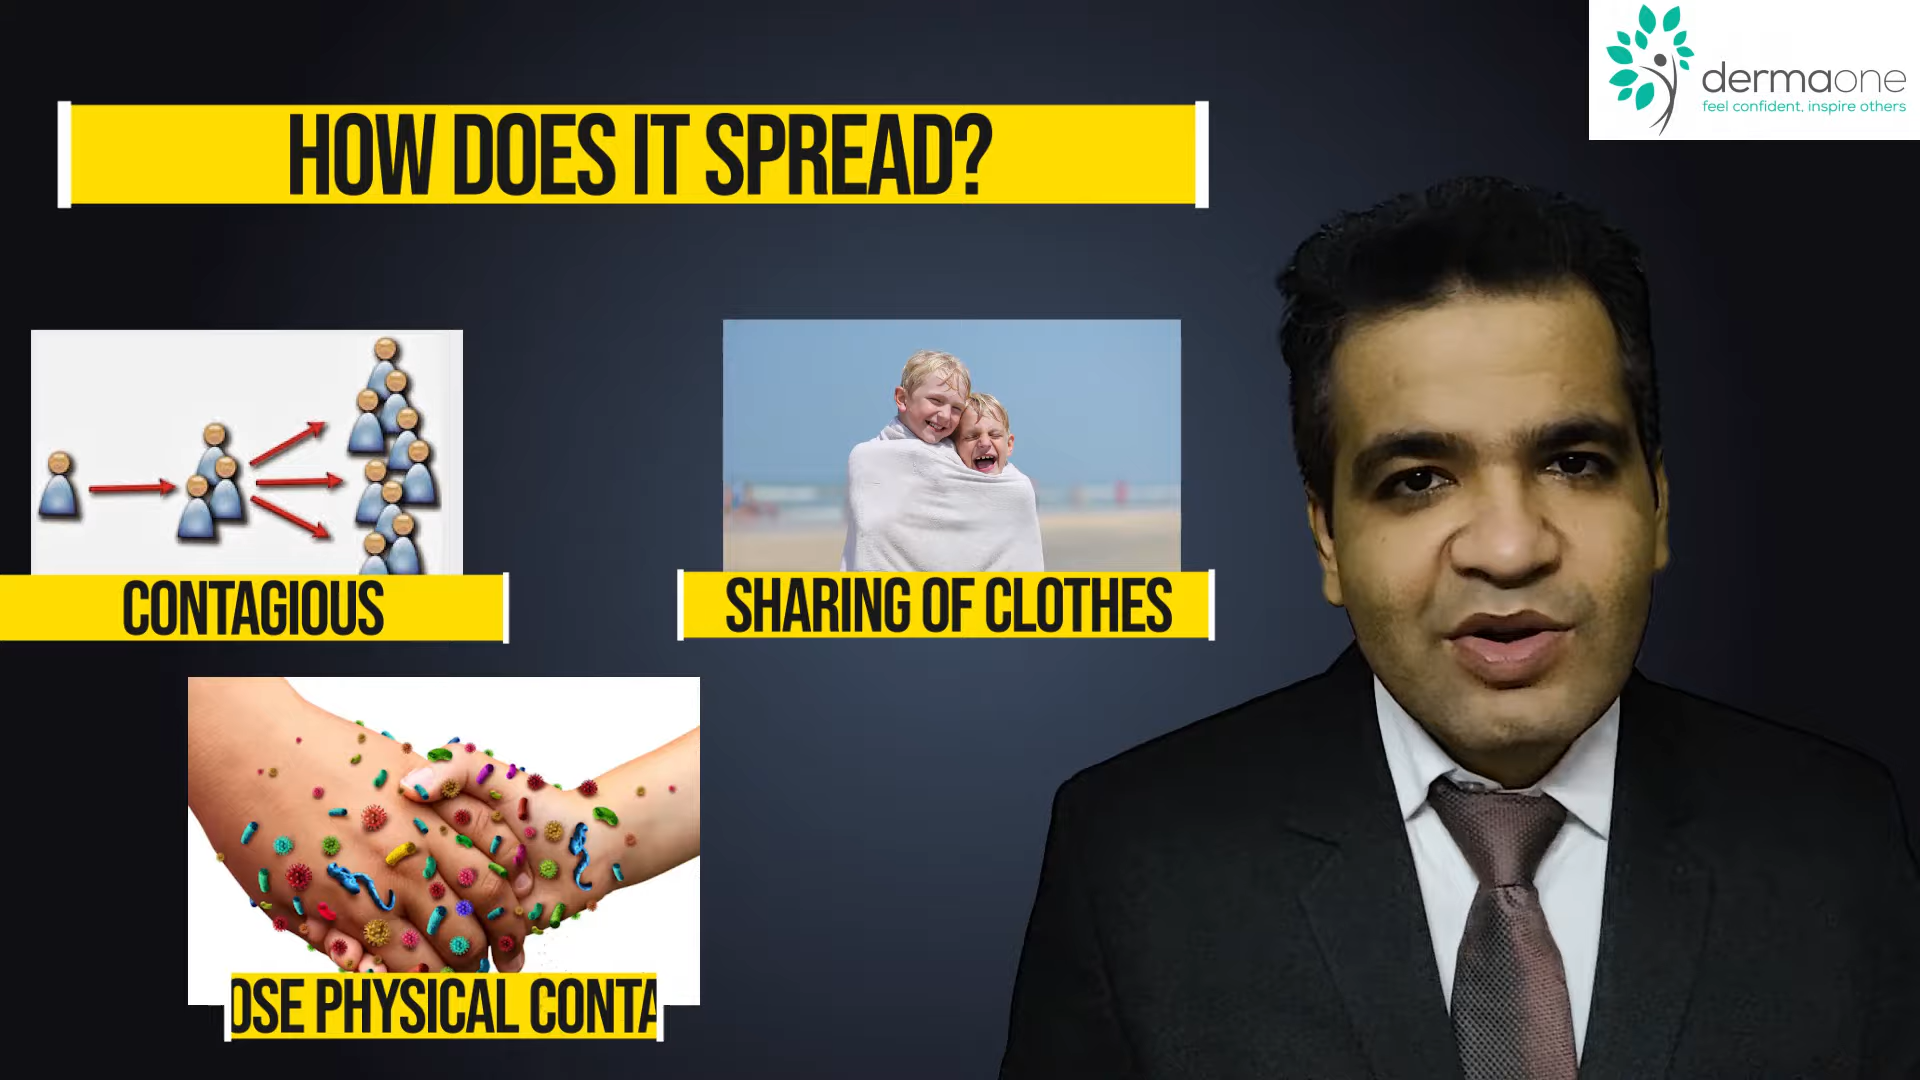 dermaone
feel confident, inspire others
HOW DOES IT SPREAD?
CONTAGIOUS
SHARING OF CLOTHES
OSE PHYSICAL CONTA